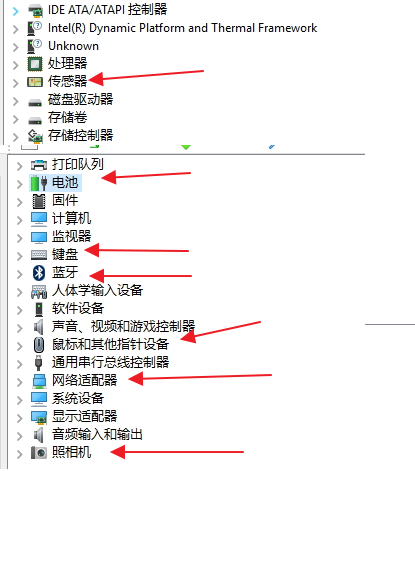 IDE ATA/ATAPI 控制器
Intel(R) Dynamic Platform and Thermal Framework
Unknown
处理器
传感器
磁盘驱动器
存储卷
存储控制器
打印队列
电池
固件
计算机
监视器
键盘
蓝牙
人体学输入设备
软件设备
声音、视频和游戏控制器
鼠标和其他指针设备
通用串行总线控制器
网络适配器
系统设备
显示适配器
音频输入和输出
照相机